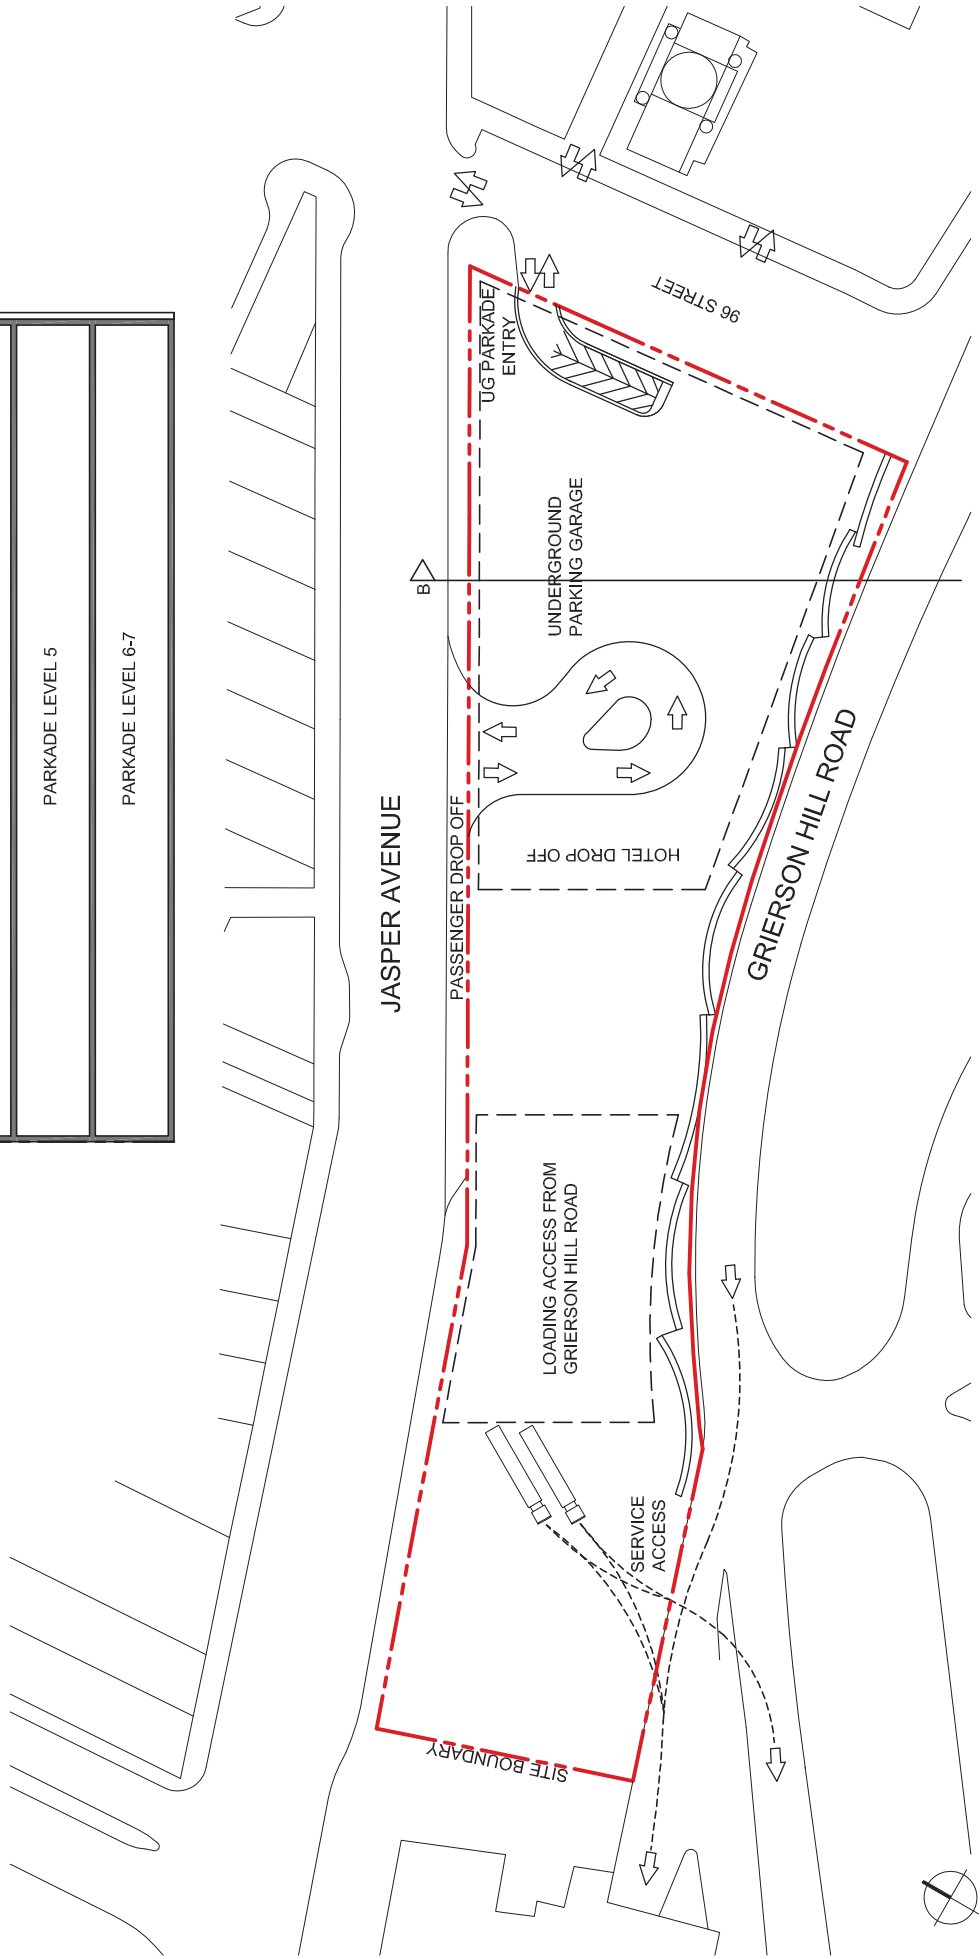 PARKADE LEVEL 5
PARKADE LEVEL 6-7
JASPER AVENUE
PASSENGER DROP OFF
UG PARKADE
ENTRY
96 STREET
B
UNDERGROUND
PARKING GARAGE
HOTEL DROP OFF
GRIERSON HILL ROAD
LOADING ACCESS FROM
GRIERSON HILL ROAD
SERVICE
ACCESS
SITE BOUNDARY